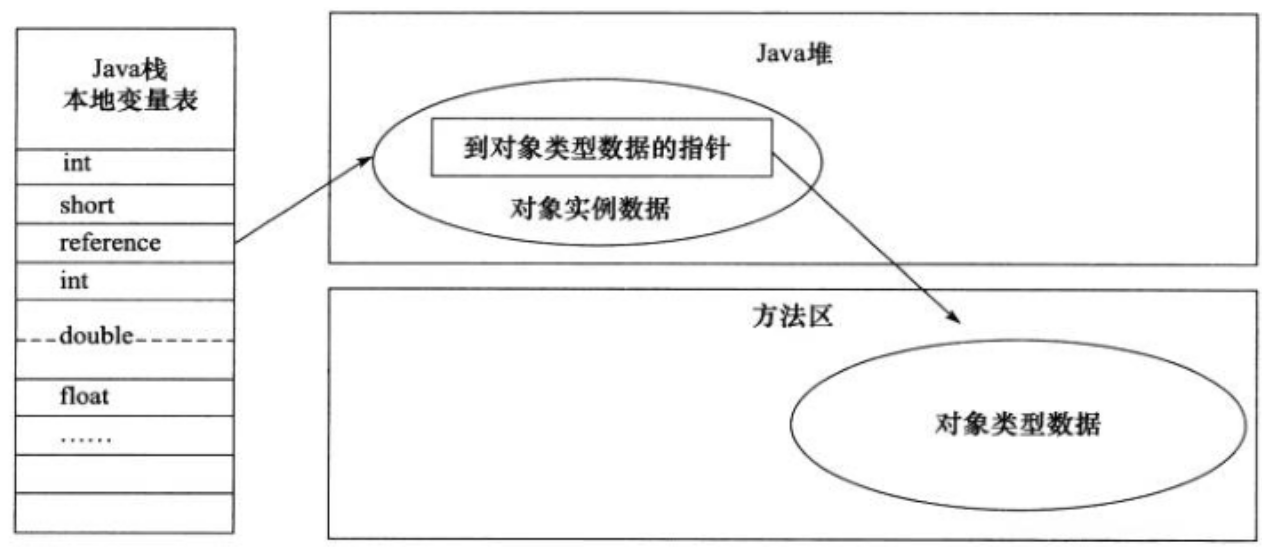 Java栈
本地变量表
int
short
reference
int
double
float
……
Java堆
到对象类型数据的指针
对象实例数据
方法区
对象类型数据